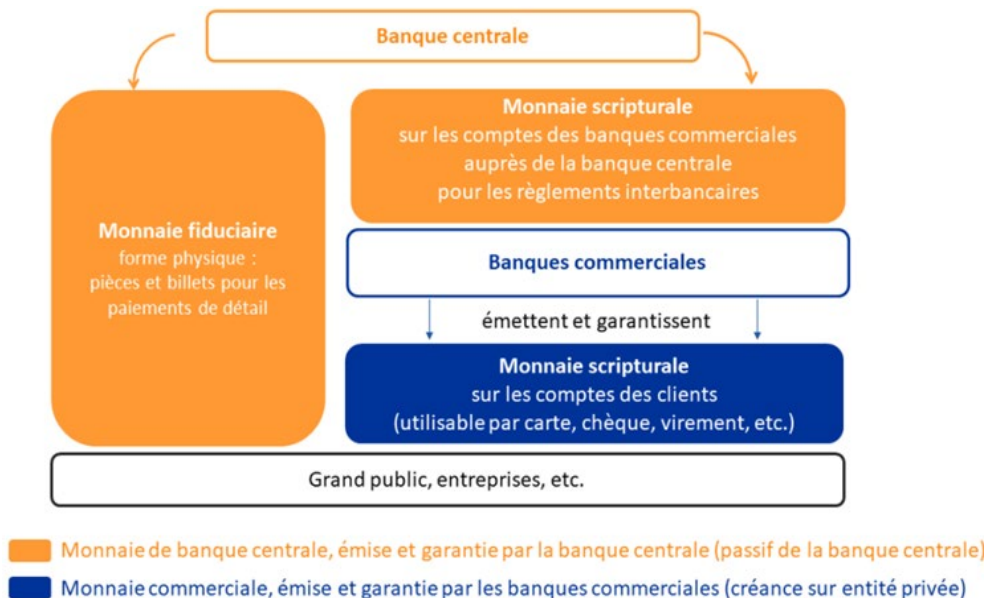 Banque centrale
Monnaie fiduciaire
forme physique :
pièces et billets pour les
paiements de détail
Monnaie scripturale
sur les comptes des banques commerciales
auprès de la banque centrale
pour les règlements interbancaires
Banques commerciales
émettent et garantissent
Monnaie scripturale
sur les comptes des clients
(utilisable par carte, chèque, virement, etc.)
Grand public, entreprises, etc.
Monnaie de banque centrale, émise et garantie par la banque centrale (passif de la banque centrale)
Monnaie commerciale, émise et garantie par les banques commerciales (créance sur entité privée)